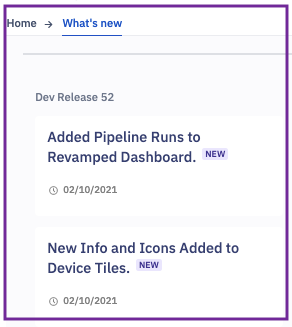 Home → What's new
Dev Release 52
Added Pipeline Runs to
Revamped Dashboard. NEW
02/10/2021
New Info and Icons Added to
Device Tiles. NEW
02/10/2021